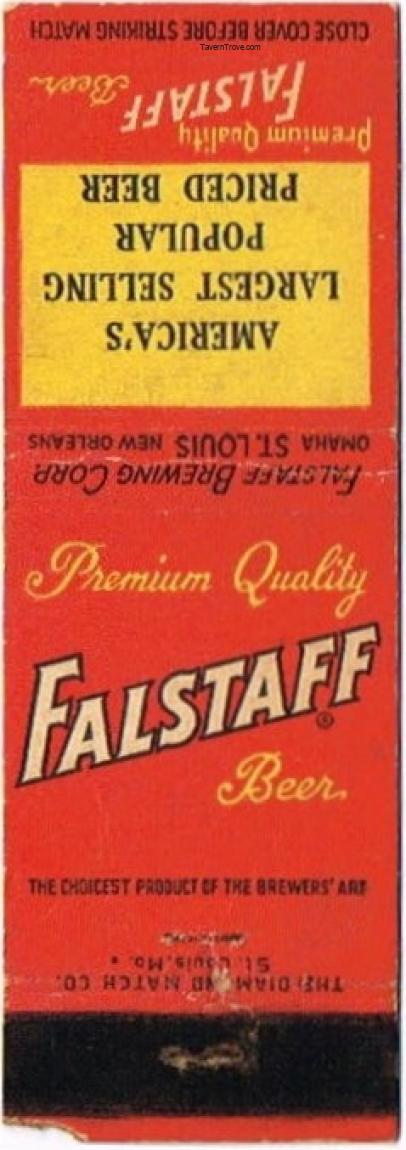 CLOSE COVER BEFORE STRIKING MATCH
TavernTrove.com
Premium Quality
FALSTAFF
Beer
AMERICA'S
LARGEST SELLING
POPULAR
PRICED BEER
FALSTAFF BREWING CORP.
OMAHA ST. LOUIS NEW ORLEANS
Premium Quality
FALSTAFF®
Beer
THE CHOICEST PRODUCT OF THE BREWERS' ART
THE DIAMOND MATCH CO.
St. Louis, Mo.